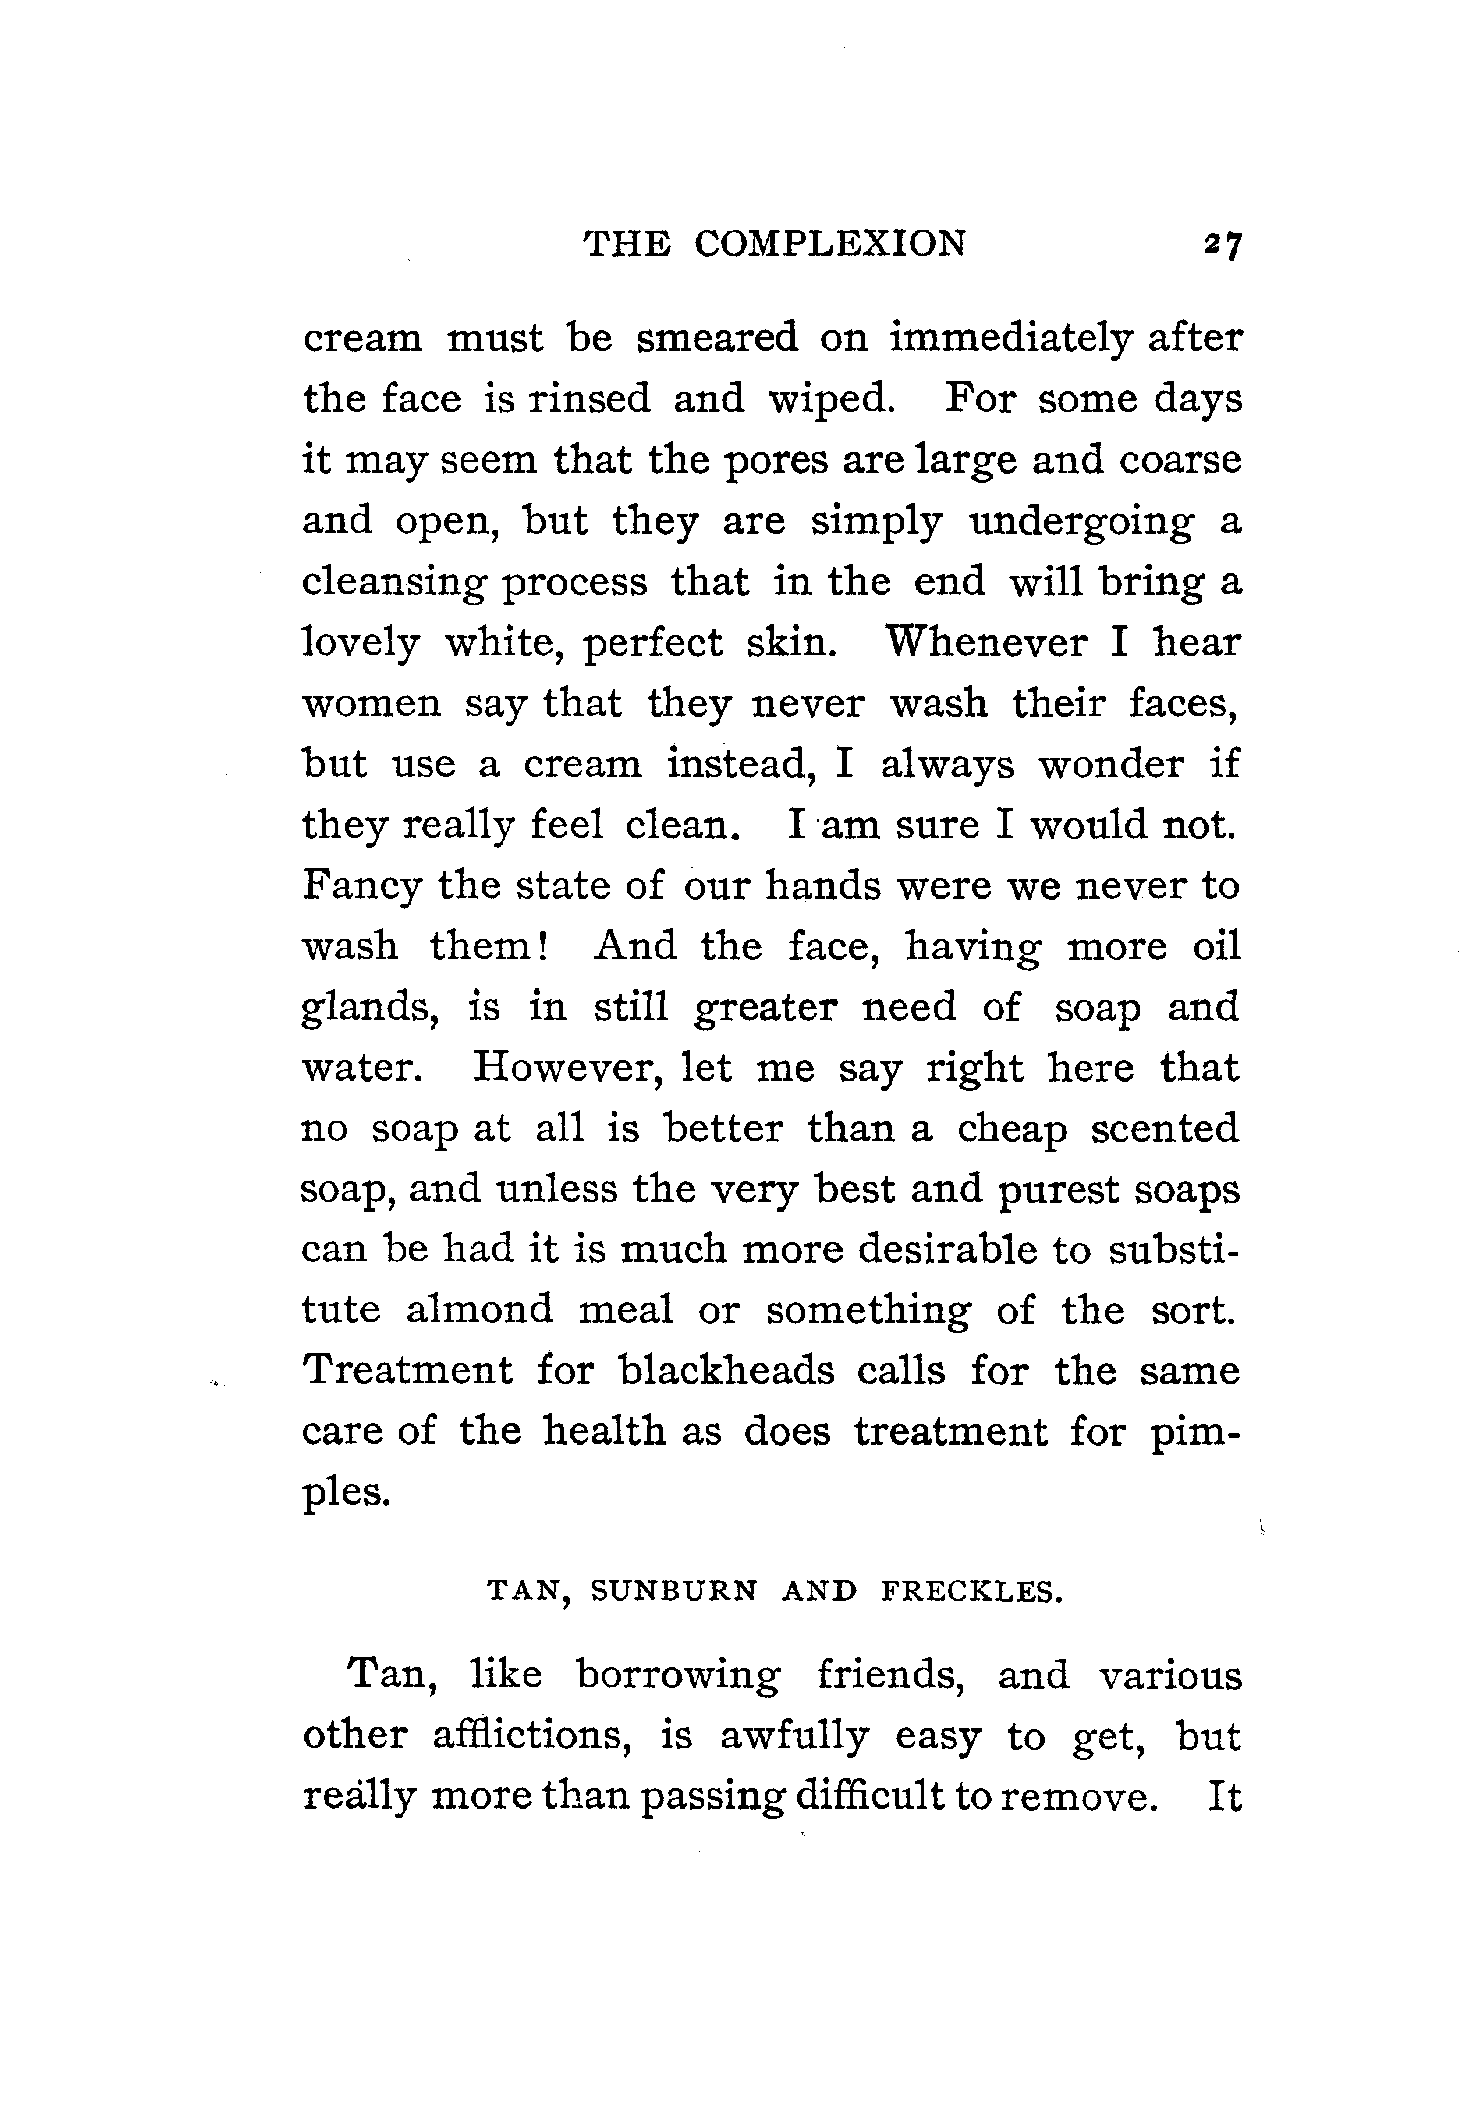 THE COMPLEXION 27
cream must be smeared on immediately after
the face is rinsed and wiped. For some days
it may seem that the pores are large and coarse
and open, but they are simply undergoing a
cleansing process that in the end will bring a
lovely white, perfect skin. Whenever I hear
women say that they never wash their faces,
but use a cream instead, I always wonder if
they really feel clean. I am sure I would not.
Fancy the state of our hands were we never to
wash them! And the face, having more oil
glands, is in still greater need of soap and
water. However, let me say right here that
no soap at all is better than a cheap scented
soap, and unless the very best and purest soaps
can be had it is much more desirable to substi-
tute almond meal or something of the sort.
Treatment for blackheads calls for the same
care of the health as does treatment for pim-
ples.
TAN, SUNBURN AND FRECKLES.
Tan, like borrowing friends, and various
other afflictions, is awfully easy to get, but
really more than passing difficult to remove. It